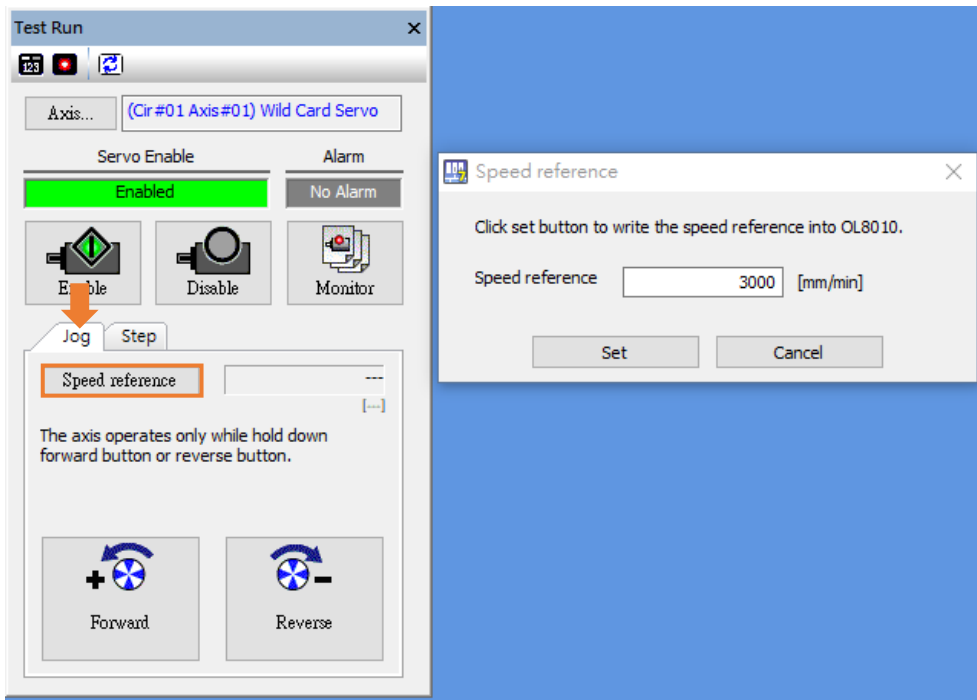 Test Run
123
Axis...
(Cir#01 Axis#01) Wild Card Servo
Servo Enable
Alarm
Enabled
No Alarm
Enable
Disable
Monitor
Jog
Step
Speed reference
---
[---]
The axis operates only while hold down
forward button or reverse button.
Forward
Reverse
Speed reference
Click set button to write the speed reference into OL8010.
Speed reference
3000
[mm/min]
Set
Cancel